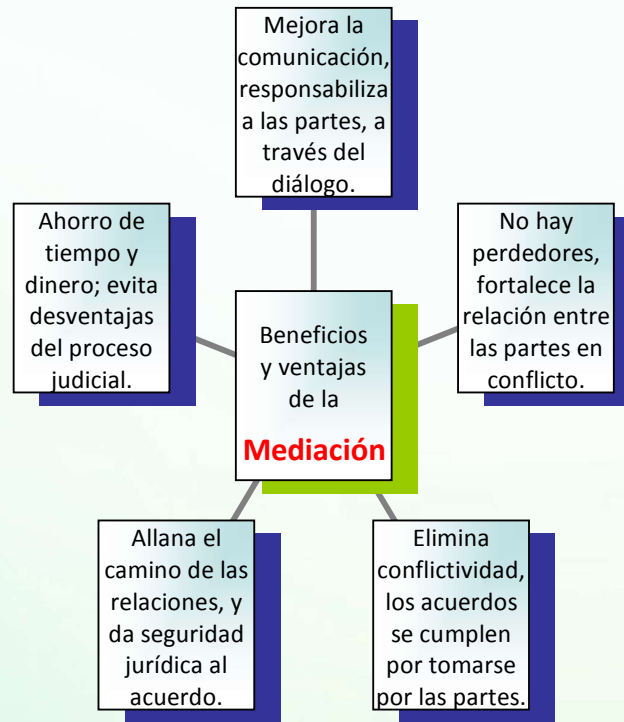 Mejora la
comunicación,
responsabiliza
a las partes, a
través del
diálogo.
Ahorro de
tiempo y
dinero; evita
desventajas
del proceso
judicial.
No hay
perdedores,
fortalece la
relación entre
las partes en
conflicto.
Beneficios
y ventajas
de la
Mediación
Allana el
camino de las
relaciones, y
da seguridad
jurídica al
acuerdo.
Elimina
conflictividad,
los acuerdos
se cumplen
por tomarse
por las partes.